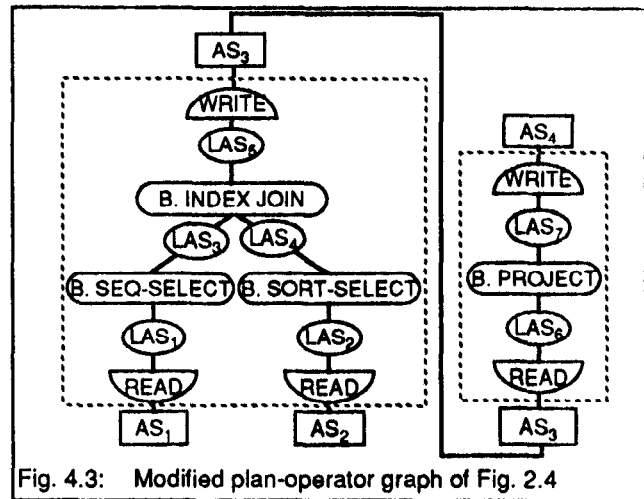 AS3
WRITE
LAS5
B. INDEX JOIN
LAS3
LAS4
B. SEQ-SELECT
B. SORT-SELECT
LAS1
LAS2
READ
READ
AS1
AS2
AS4
WRITE
LAS7
B. PROJECT
LAS6
READ
AS3
Fig. 4.3: Modified plan-operator graph of Fig. 2.4